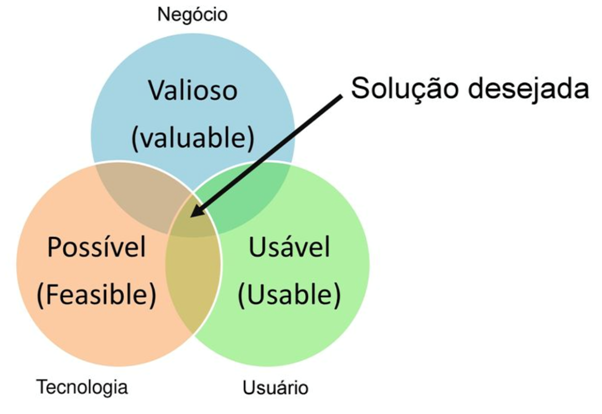 Negócio
Valioso
(valuable)
Solução desejada
Possível
(Feasible)
Usável
(Usable)
Tecnologia
Usuário